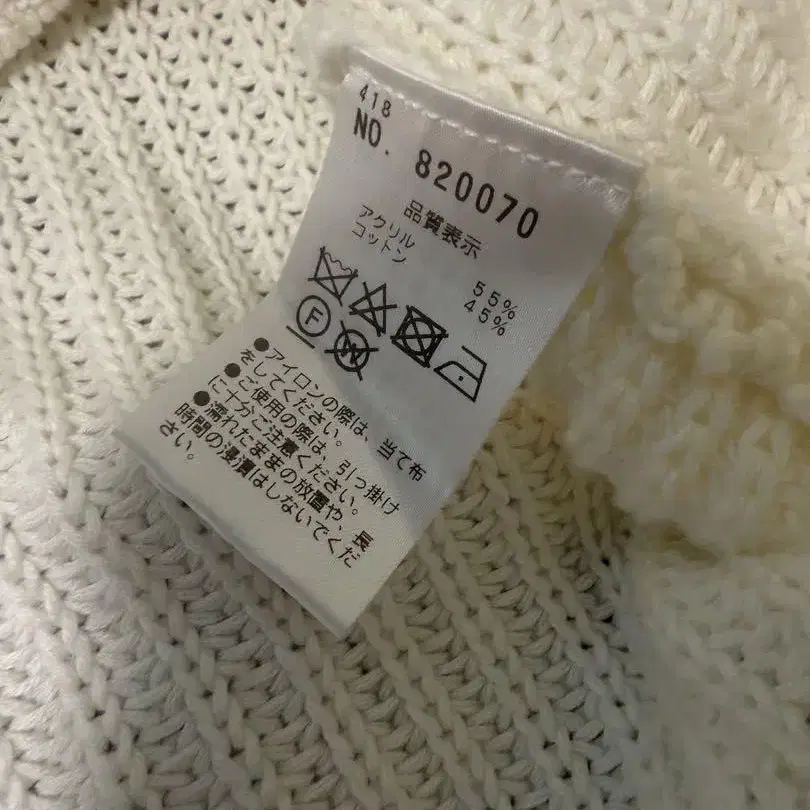 418
NO. 820070
品質表示
アクリル 55%
コットン 45%
F
W
●アイロンの際は、当て布
をしてください。
●ご使用の際は、引っ掛け
に十分ご注意ください。
●濡れたままの放置や、長
時間の浸漬はしないでくだ
さい。